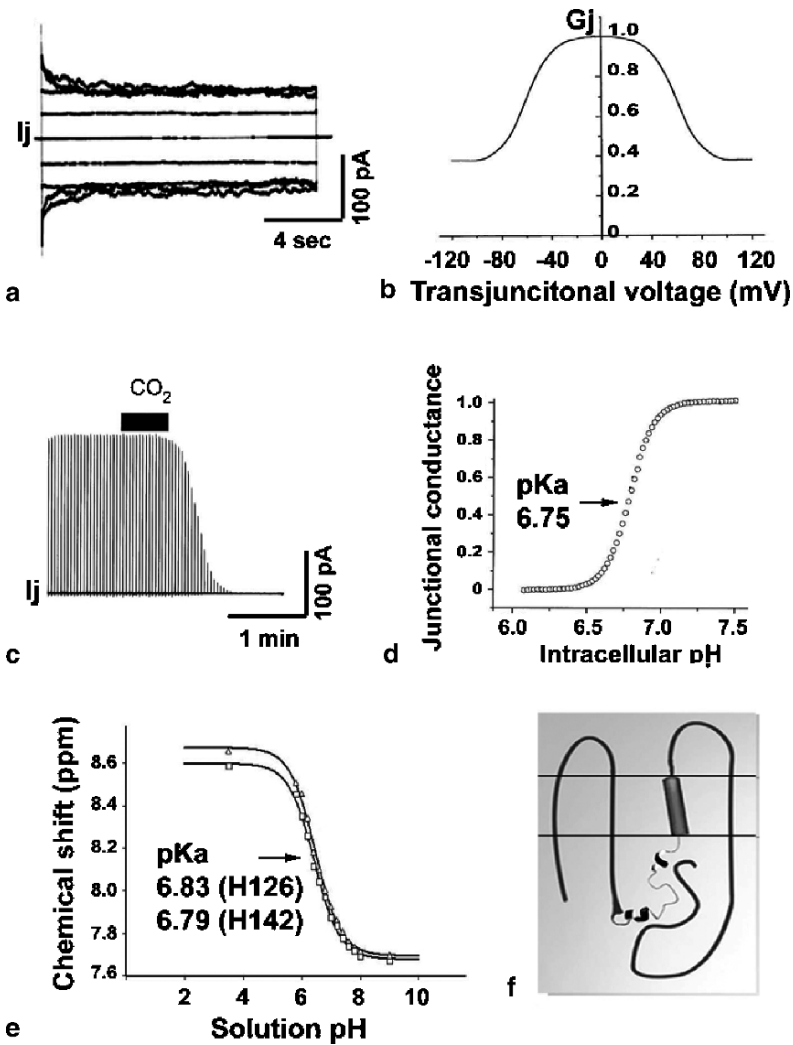 Ij
100 pA
4 sec
a
Gj
1.0
0.8
0.6
0.4
0.2
0
-120 -80 -40 0 40 80 120
b Transjuncitonal voltage (mV)
CO2
Ij
100 pA
1 min
c
Junctional conductance
1.0
0.8
0.6
0.4
0.2
0
pKa
6.75
6.0 6.5 7.0 7.5
Intracellular pH
d
Chemical shift (ppm)
8.6
8.4
8.2
8.0
7.8
7.6
pKa
6.83 (H126)
6.79 (H142)
2 4 6 8 10
Solution pH
e
f